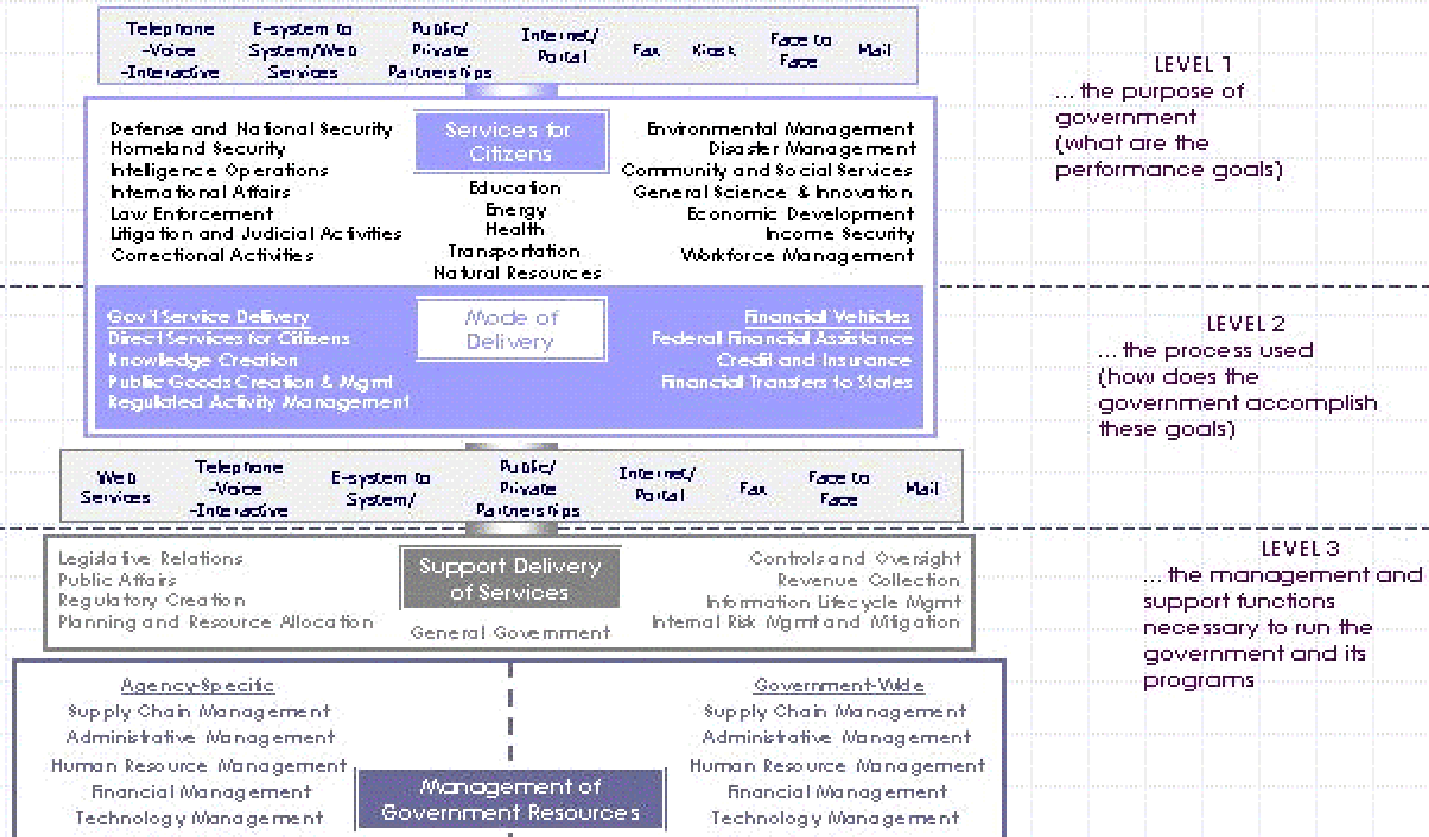 Telephone
-Voice
-Interactive
E-system to
System/Web
Services
Public/
Private
Partnerships
Internet/
Portal
Fax
Kiosk
Face to
Face
Mail
Defense and National Security
Homeland Security
Intelligence Operations
International Affairs
Law Enforcement
Litigation and Judicial Activities
Correctional Activities
Services for
Citizens
Education
Energy
Health
Transportation
Natural Resources
Environmental Management
Disaster Management
Community and Social Services
General Science & Innovation
Economic Development
Income Security
Workforce Management
LEVEL 1
... the purpose of
government
(what are the
performance goals)
Gov't Service Delivery
Direct Services for Citizens
Knowledge Creation
Public Goods Creation & Mgmt
Regulated Activity Management
Mode of
Delivery
Financial Vehicles
Federal Financial Assistance
Credit and Insurance
Financial Transfers to States
LEVEL 2
... the process used
(how does the
government accomplish
these goals)
Web
Services
Telephone
-Voice
-Interactive
E-system to
System/
Public/
Private
Partnerships
Internet/
Portal
Fax
Face to
Face
Mail
Legislative Relations
Public Affairs
Regulatory Creation
Planning and Resource Allocation
Support Delivery
of Services
General Government
Controls and Oversight
Revenue Collection
Information Lifecycle Mgmt
Internal Risk Mgmt and Mitigation
LEVEL 3
... the management and
support functions
necessary to run the
government and its
programs
Agency-Specific
Supply Chain Management
Administrative Management
Human Resource Management
Financial Management
Technology Management
Management of
Government Resources
Government-Wide
Supply Chain Management
Administrative Management
Human Resource Management
Financial Management
Technology Management